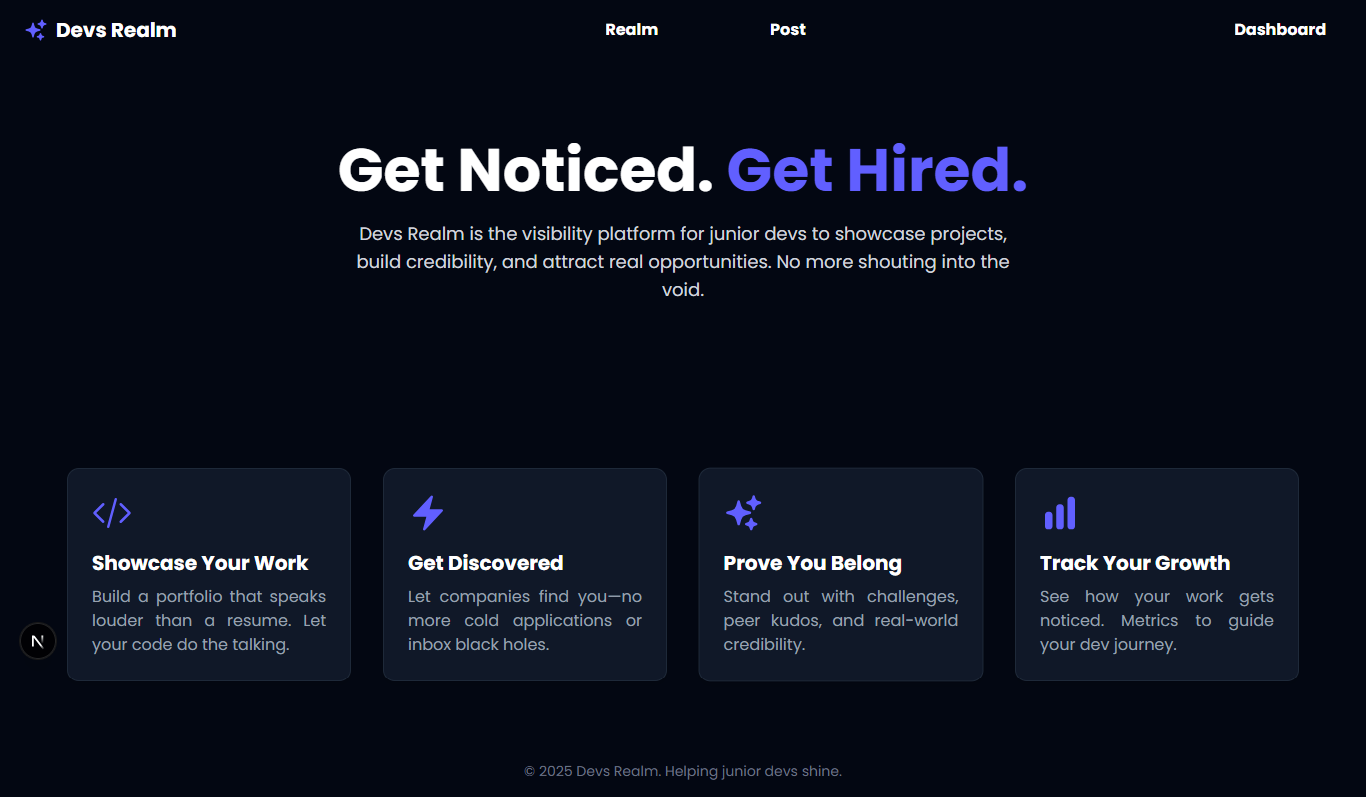 Devs Realm
Realm
Post
Dashboard
Get Noticed. Get Hired.
Devs Realm is the visibility platform for junior devs to showcase projects,
build credibility, and attract real opportunities. No more shouting into the
void.
Showcase Your Work
Build a portfolio that speaks
louder than a resume. Let
your code do the talking.
Get Discovered
Let companies find you—no
more cold applications or
inbox black holes.
Prove You Belong
Stand out with challenges,
peer kudos, and real-world
credibility.
Track Your Growth
See how your work gets
noticed. Metrics to guide
your dev journey.
N
© 2025 Devs Realm. Helping junior devs shine.